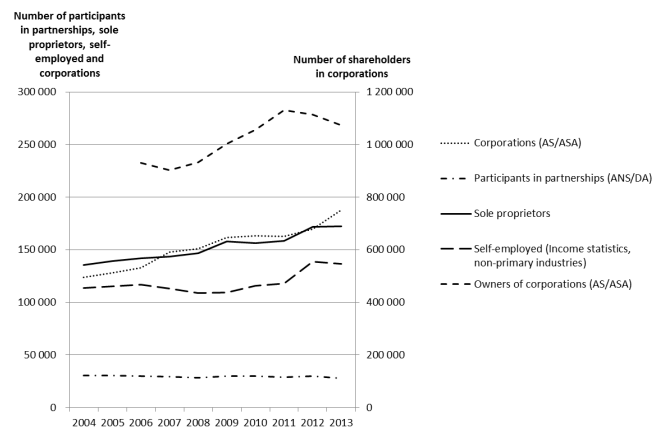 Number of participants
in partnerships, sole
proprietors, self-
employed and
corporations
Number of shareholders
in corporations
300 000
250 000
200 000
150 000
100 000
50 000
0
1 200 000
1 000 000
800 000
600 000
400 000
200 000
0
2004 2005 2006 2007 2008 2009 2010 2011 2012 2013
Corporations (AS/ASA)
Participants in partnerships (ANS/DA)
Sole proprietors
Self-employed (Income statistics,
non-primary industries)
Owners of corporations (AS/ASA)